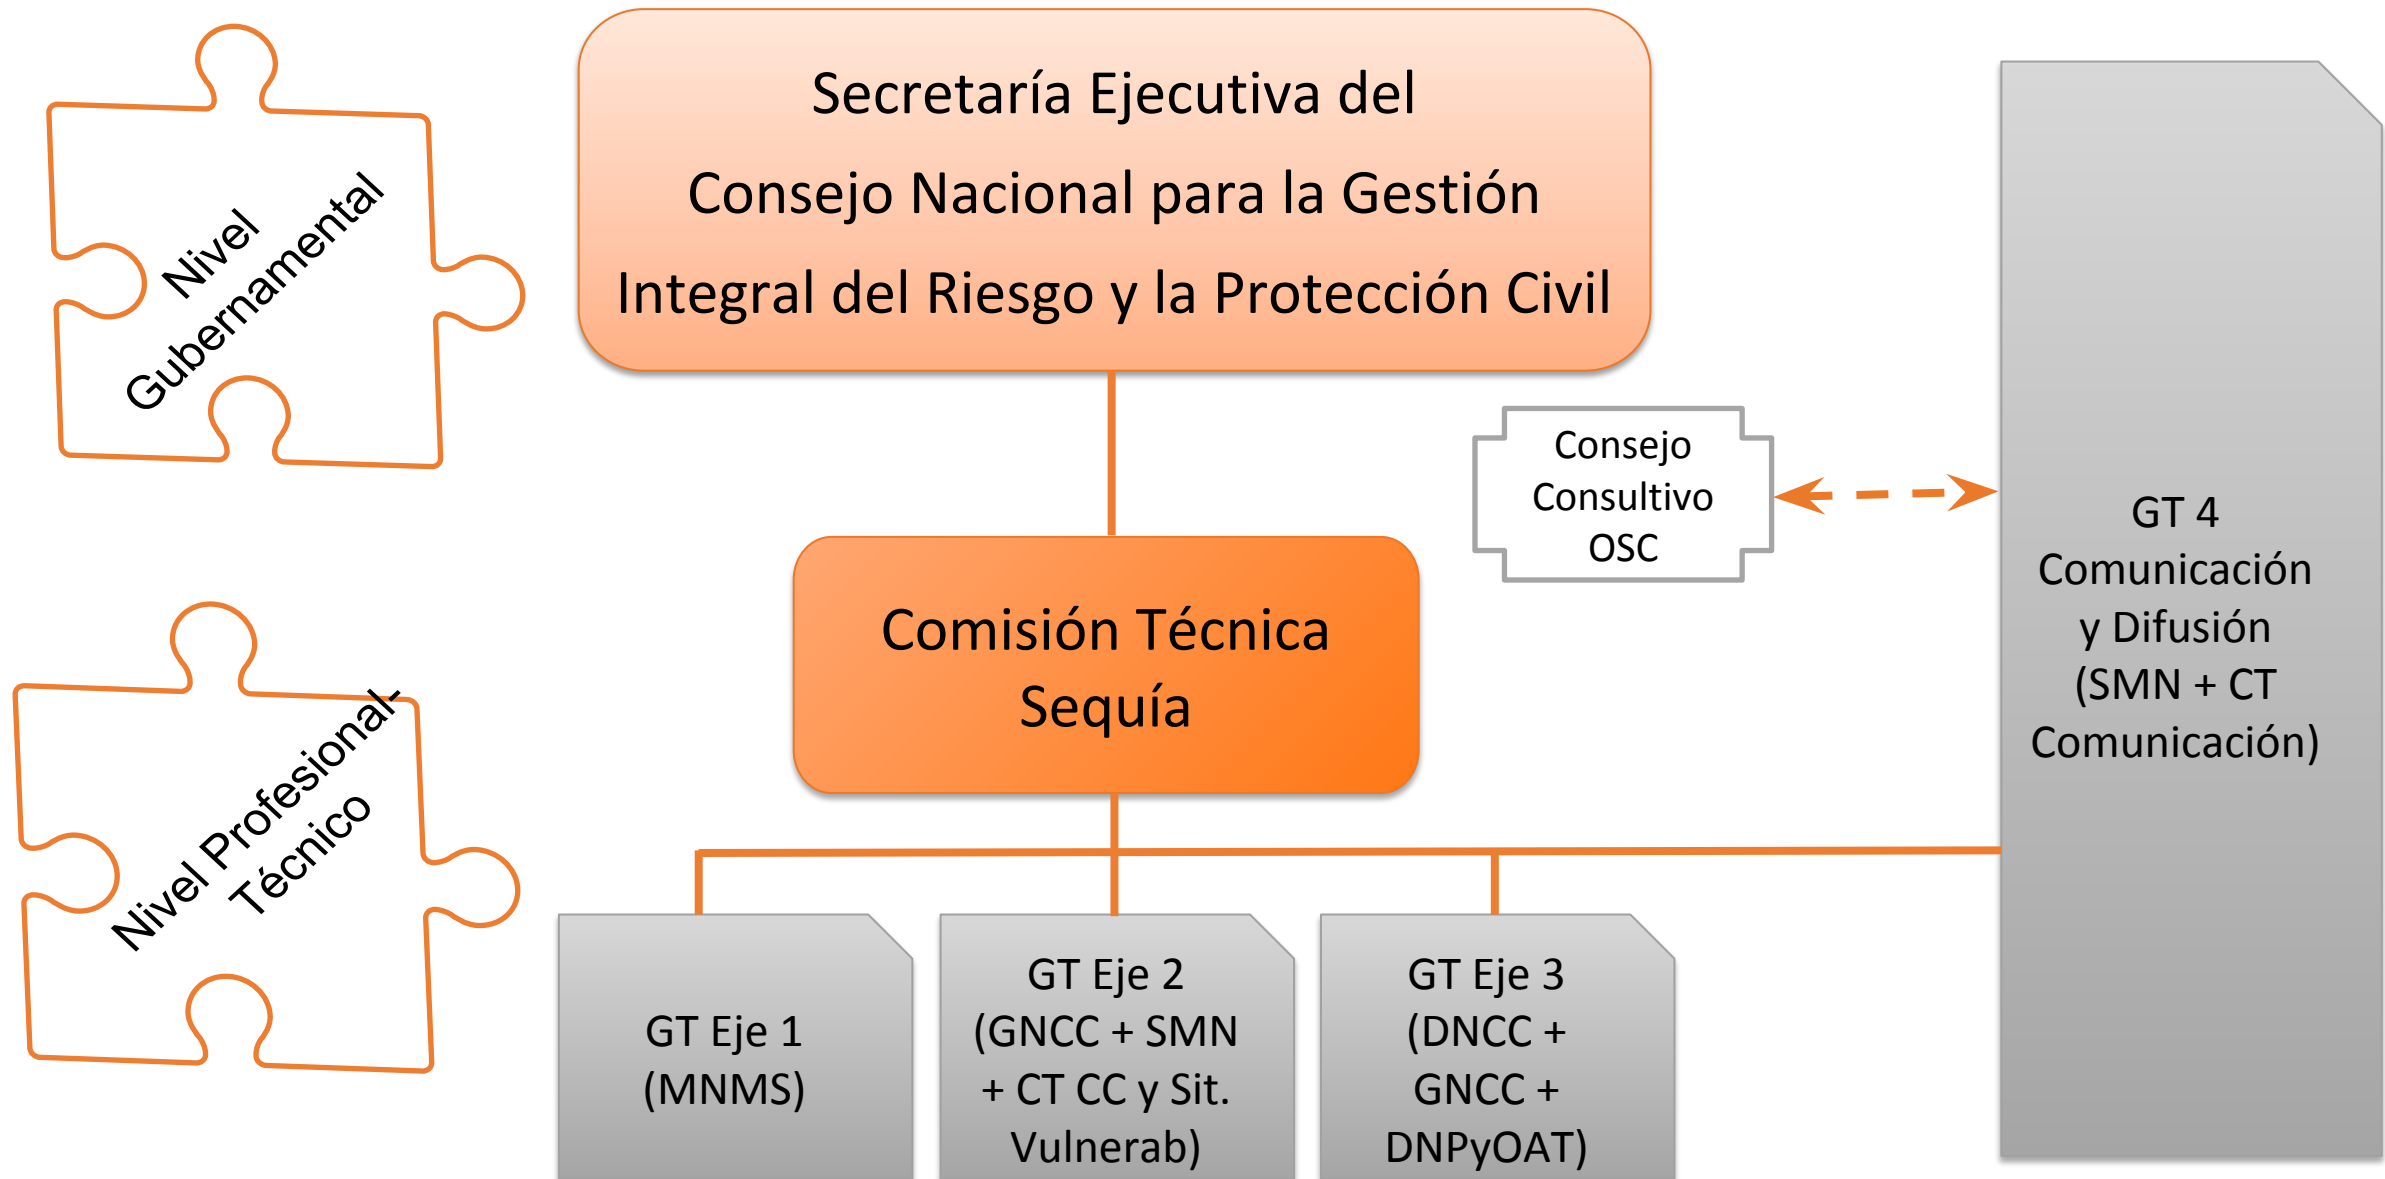 Nivel
Gubernamental
Secretaría Ejecutiva del
Consejo Nacional para la Gestión
Integral del Riesgo y la Protección Civil
Consejo
Consultivo
OSC
GT 4
Comunicación
y Difusión
(SMN + CT
Comunicación)
Nivel Profesional-
Técnico
Comisión Técnica
Sequía
GT Eje 1
(MNMS)
GT Eje 2
(GNCC + SMN
+ CT CC y Sit.
Vulnerab)
GT Eje 3
(DNCC +
GNCC +
DNPyOAT)